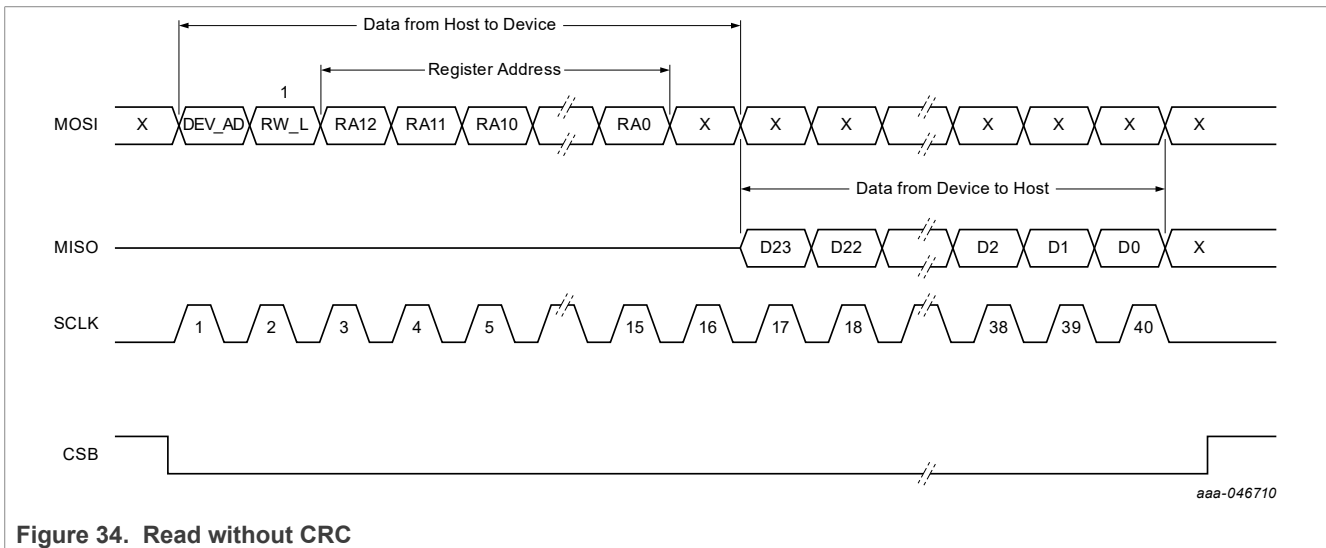 Data from Host to Device
Register Address
1
MOSI X DEV_AD RW_L RA12 RA11 RA10 RA0 X X X X X X X
Data from Device to Host
MISO D23 D22 D2 D1 D0 X
SCLK 1 2 3 4 5 15 16 17 18 38 39 40
CSB
aaa-046710
Figure 34. Read without CRC